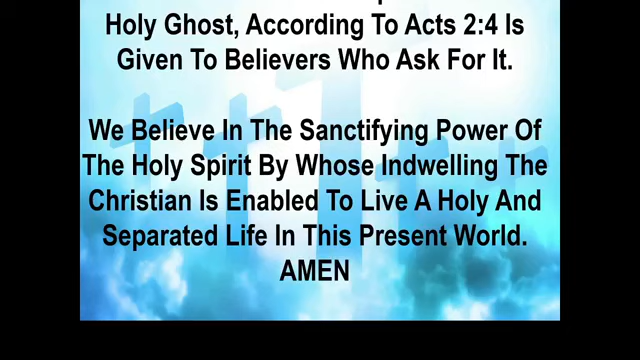 Holy Ghost, According To Acts 2:4 Is
Given To Believers Who Ask For It.
We Believe In The Sanctifying Power Of
The Holy Spirit By Whose Indwelling The
Christian Is Enabled To Live A Holy And
Separated Life In This Present World.
AMEN